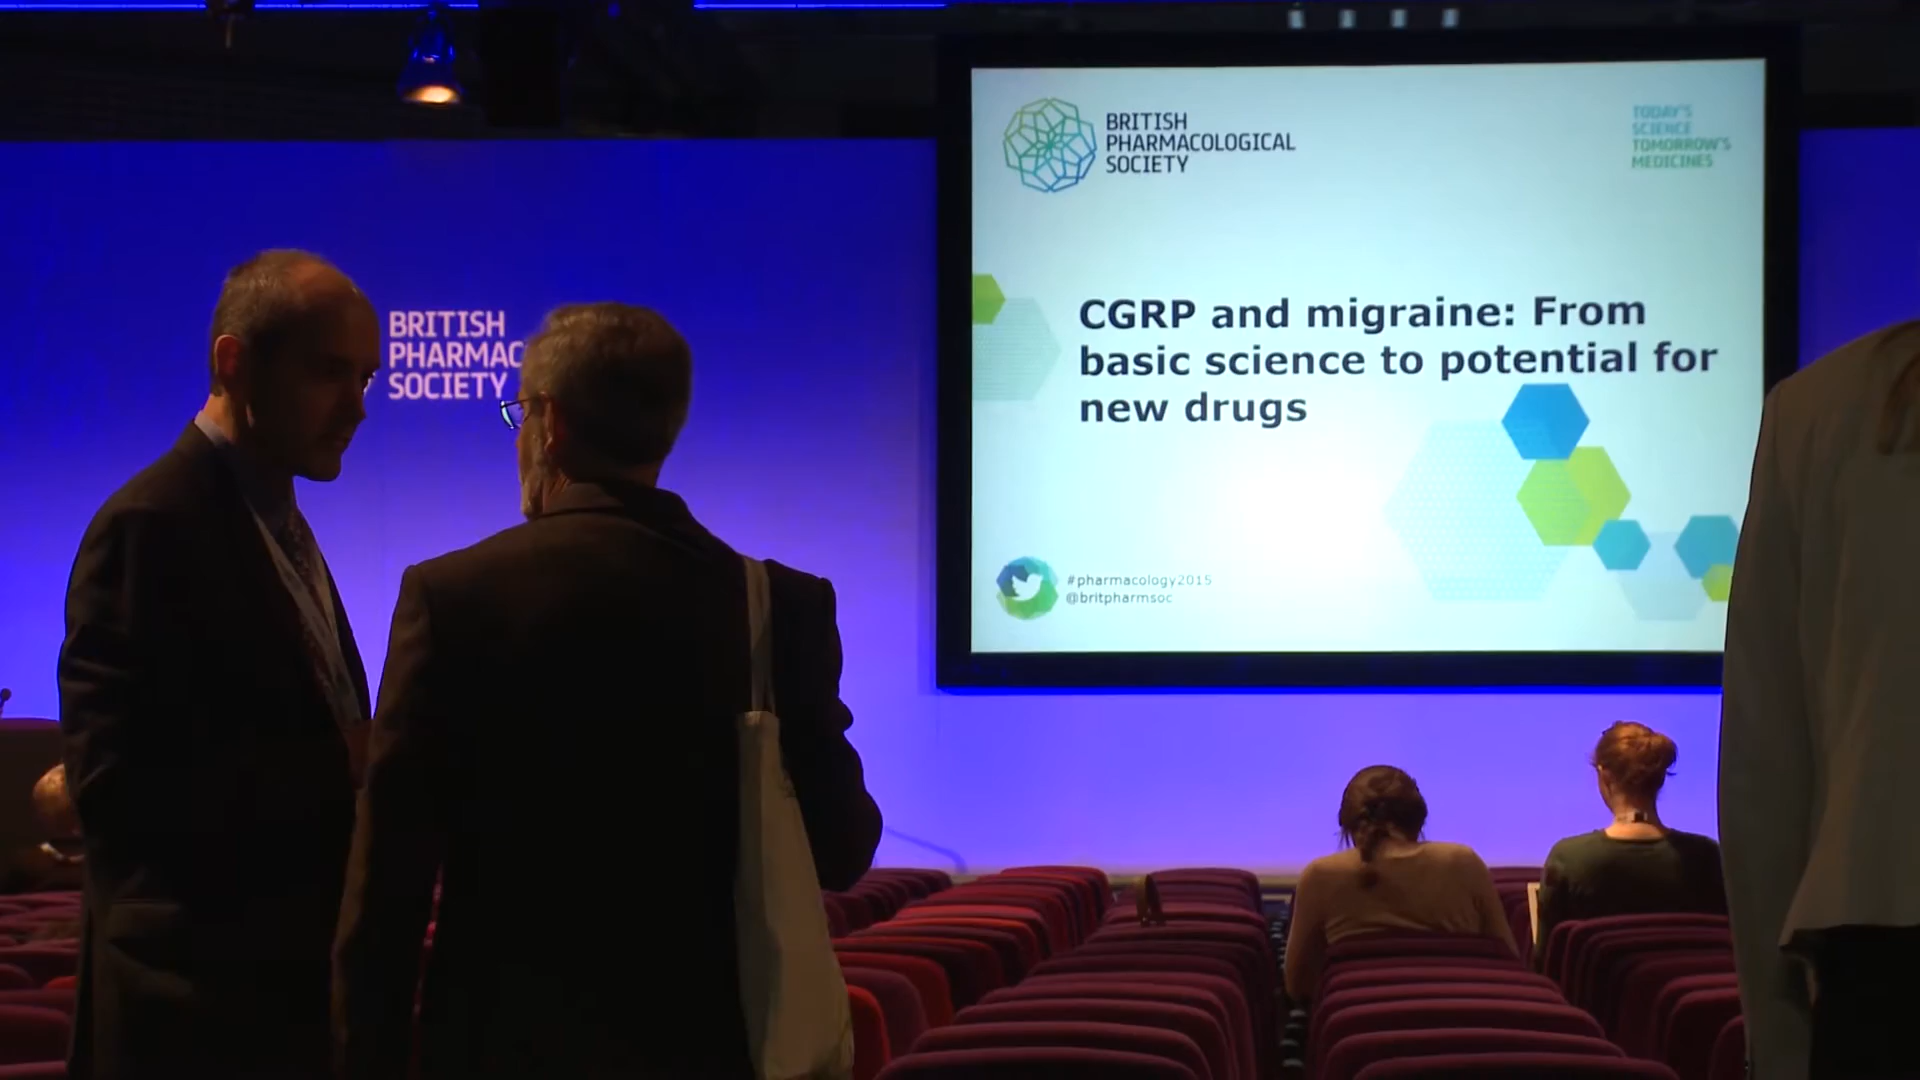 BRITISH
PHARMACOLOGICAL
SOCIETY
TODAY'S
SCIENCE
TOMORROW'S
MEDICINES
BRITISH
PHARMAC
SOCIETY
CGRP and migraine: From
basic science to potential for
new drugs
#pharmacology2015
@britpharmsoc